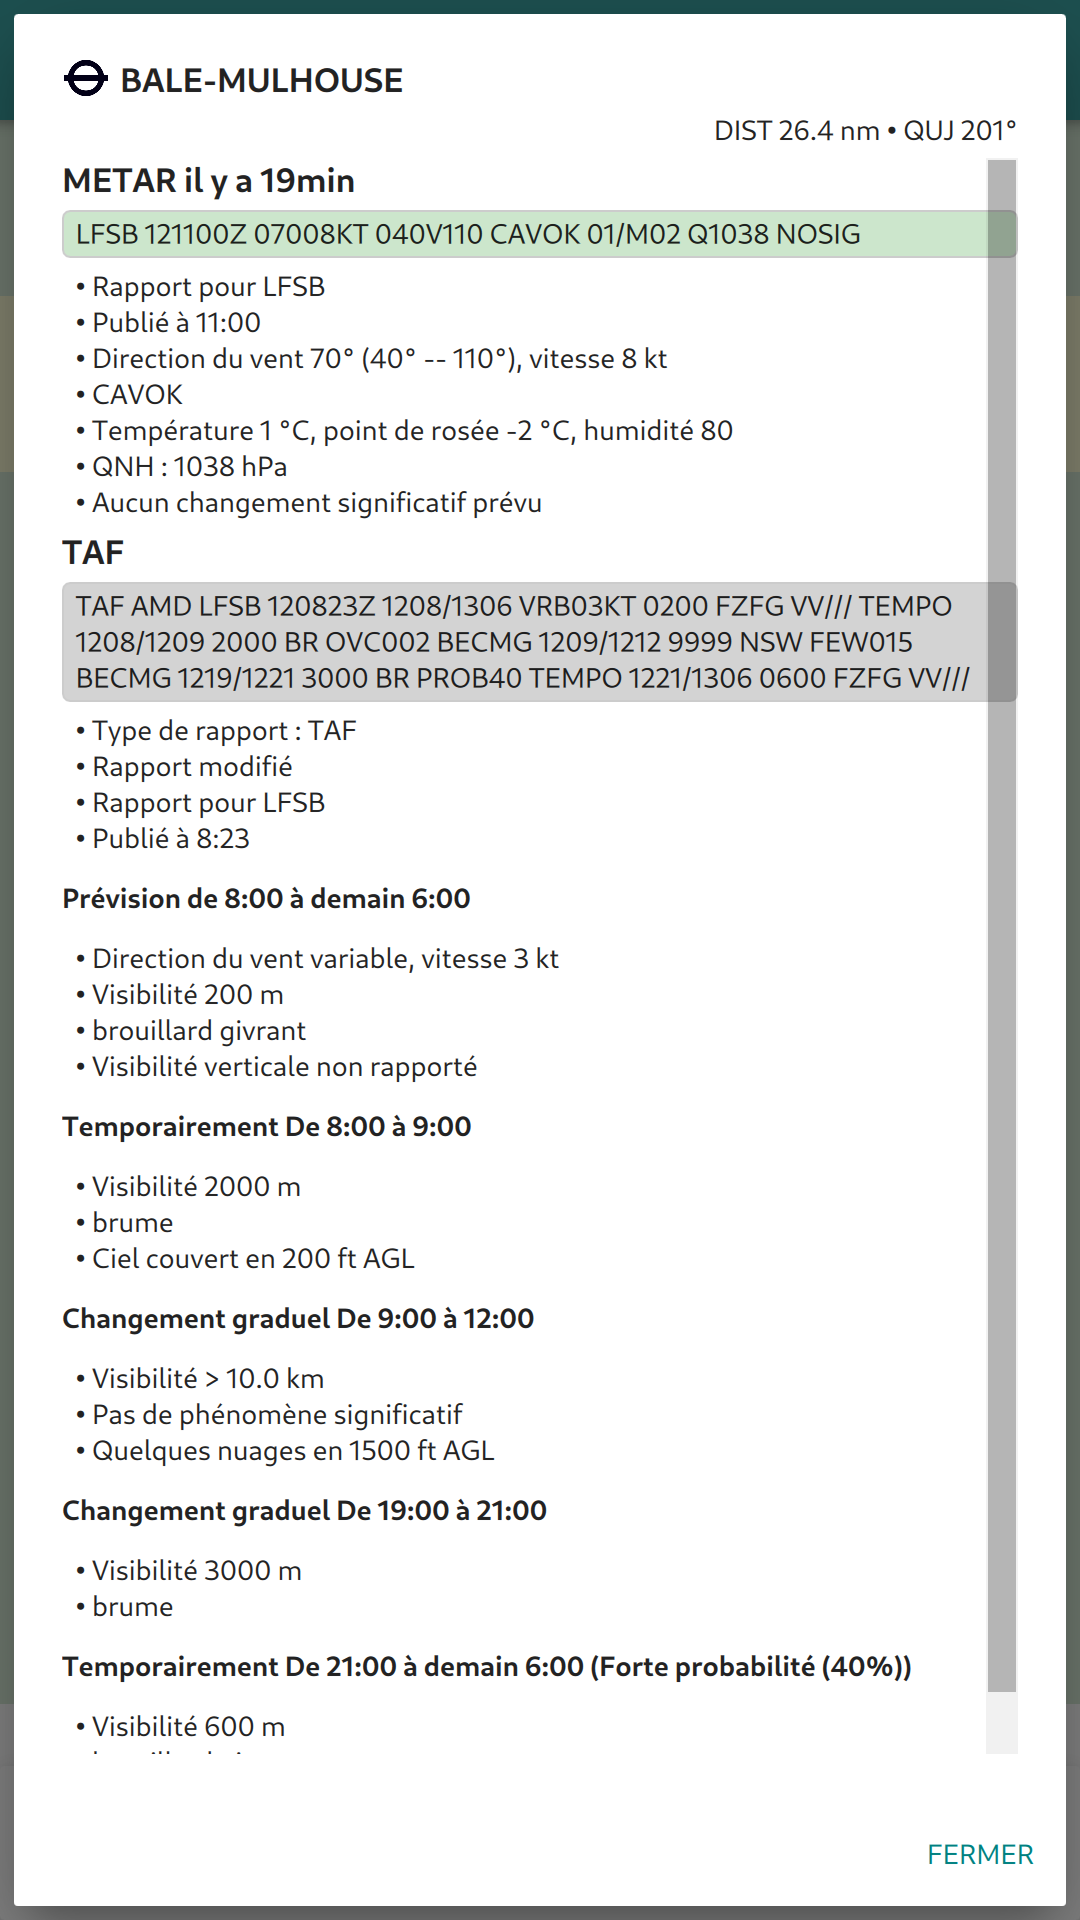 BALE-MULHOUSE
DIST 26.4 nm • QUJ 201°
METAR il y a 19min
LFSB 121100Z 07008KT 040V110 CAVOK 01/M02 Q1038 NOSIG
• Rapport pour LFSB
• Publié à 11:00
• Direction du vent 70° (40° -- 110°), vitesse 8 kt
• CAVOK
• Température 1 °C, point de rosée -2 °C, humidité 80
• QNH : 1038 hPa
• Aucun changement significatif prévu
TAF
TAF AMD LFSB 120823Z 1208/1306 VRB03KT 0200 FZFG VV/// TEMPO
1208/1209 2000 BR OVC002 BECMG 1209/1212 9999 NSW FEW015
BECMG 1219/1221 3000 BR PROB40 TEMPO 1221/1306 0600 FZFG VV///
• Type de rapport : TAF
• Rapport modifié
• Rapport pour LFSB
• Publié à 8:23
Prévision de 8:00 à demain 6:00
• Direction du vent variable, vitesse 3 kt
• Visibilité 200 m
• brouillard givrant
• Visibilité verticale non rapporté
Temporairement De 8:00 à 9:00
• Visibilité 2000 m
• brume
• Ciel couvert en 200 ft AGL
Changement graduel De 9:00 à 12:00
• Visibilité > 10.0 km
• Pas de phénomène significatif
• Quelques nuages en 1500 ft AGL
Changement graduel De 19:00 à 21:00
• Visibilité 3000 m
• brume
Temporairement De 21:00 à demain 6:00 (Forte probabilité (40%))
• Visibilité 600 m
FERMER